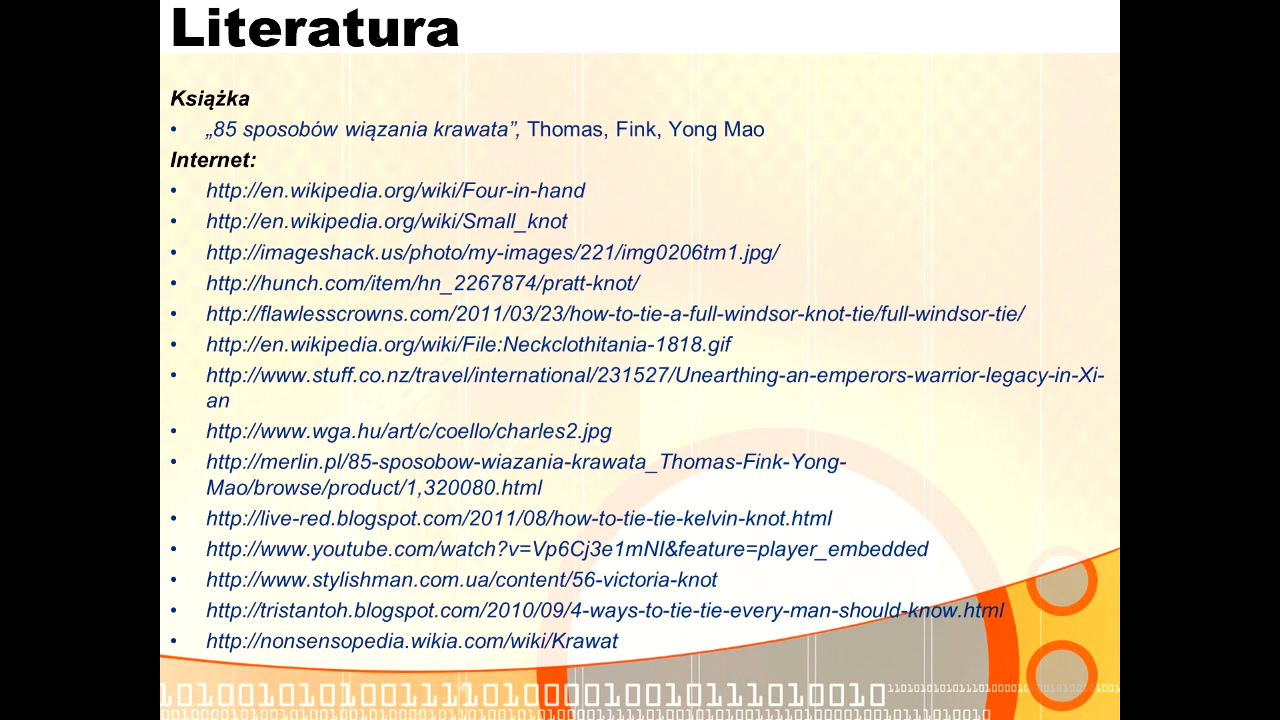 Literatura
Książka
• „85 sposobów wiązania krawata”, Thomas, Fink, Yong Mao
Internet:
• http://en.wikipedia.org/wiki/Four-in-hand
• http://en.wikipedia.org/wiki/Small_knot
• http://imageshack.us/photo/my-images/221/img0206tm1.jpg/
• http://hunch.com/item/hn_2267874/pratt-knot/
• http://flawlesscrowns.com/2011/03/23/how-to-tie-a-full-windsor-knot-tie/full-windsor-tie/
• http://en.wikipedia.org/wiki/File:Neckclothitania-1818.gif
• http://www.stuff.co.nz/travel/international/231527/Unearthing-an-emperors-warrior-legacy-in-Xi-
an
• http://www.wga.hu/art/c/coello/charles2.jpg
• http://merlin.pl/85-sposobow-wiazania-krawata_Thomas-Fink-Yong-
Mao/browse/product/1,320080.html
• http://live-red.blogspot.com/2011/08/how-to-tie-tie-kelvin-knot.html
• http://www.youtube.com/watch?v=Vp6Cj3e1mNI&feature=player_embedded
• http://www.stylishman.com.ua/content/56-victoria-knot
• http://tristantoh.blogspot.com/2010/09/4-ways-to-tie-tie-every-man-should-know.html
• http://nonsensopedia.wikia.com/wiki/Krawat